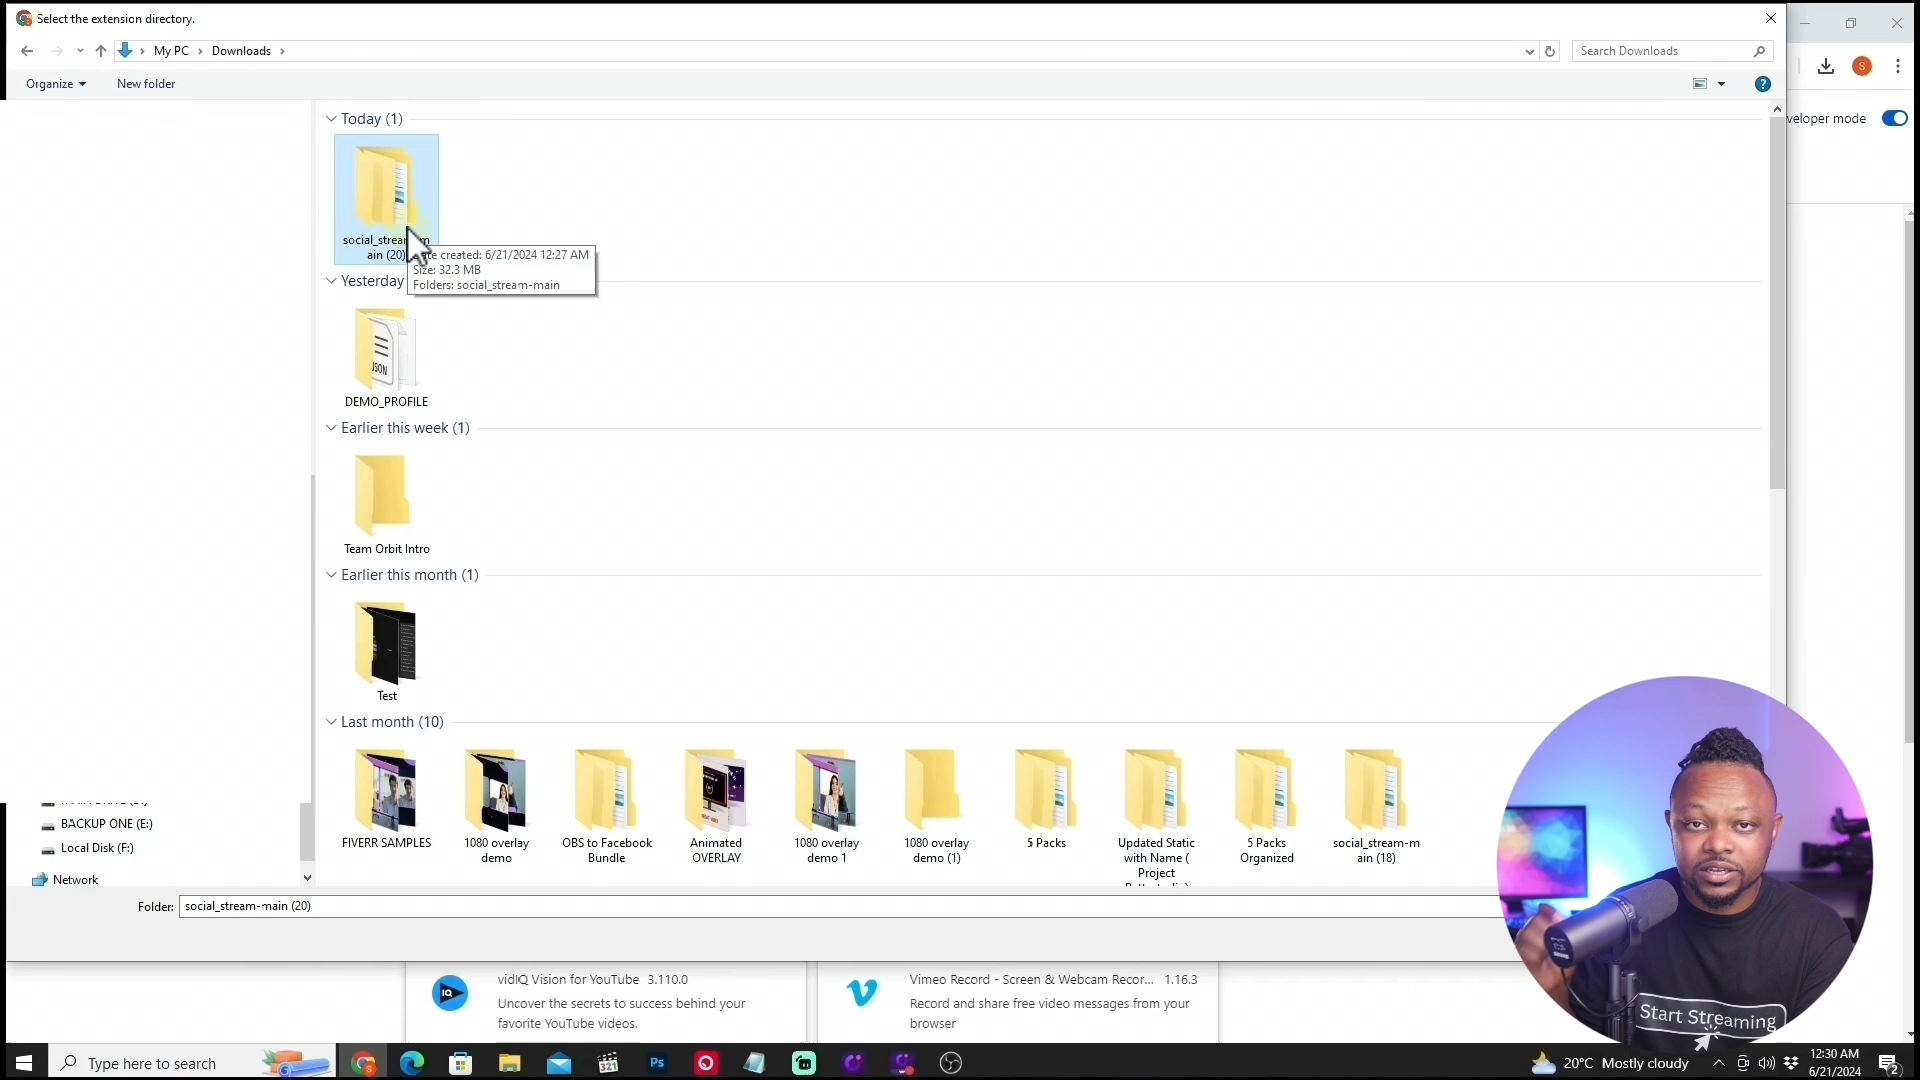 Select the extension directory.
My PC
Downloads
Search Downloads
Organize
New folder
veloper mode
Today (1)
social_stream-m
ain (20)
Date created: 6/21/2024 12:27 AM
Size: 32.3 MB
Folders: social_stream-main
Yesterday
JSON
DEMO_PROFILE
Earlier this week (1)
Team Orbit Intro
Earlier this month (1)
Test
Last month (10)
FIVERR SAMPLES
1080 overlay
demo
OBS to Facebook
Bundle
Animated
OVERLAY
1080 overlay
demo 1
1080 overlay
demo (1)
5 Packs
Updated Static
with Name (
Project
5 Packs
Organized
social_stream-m
ain (18)
BACKUP ONE (E:)
Local Disk (F:)
Network
Folder:
social_stream-main (20)
vidIQ Vision for YouTube 3.110.0
Uncover the secrets to success behind your
favorite YouTube videos.
Vimeo Record - Screen & Webcam Recor... 1.16.3
Record and share free video messages from your
browser
Start Streaming
Type here to search
321
Ps
20°C Mostly cloudy
12:30 AM
6/21/2024
2